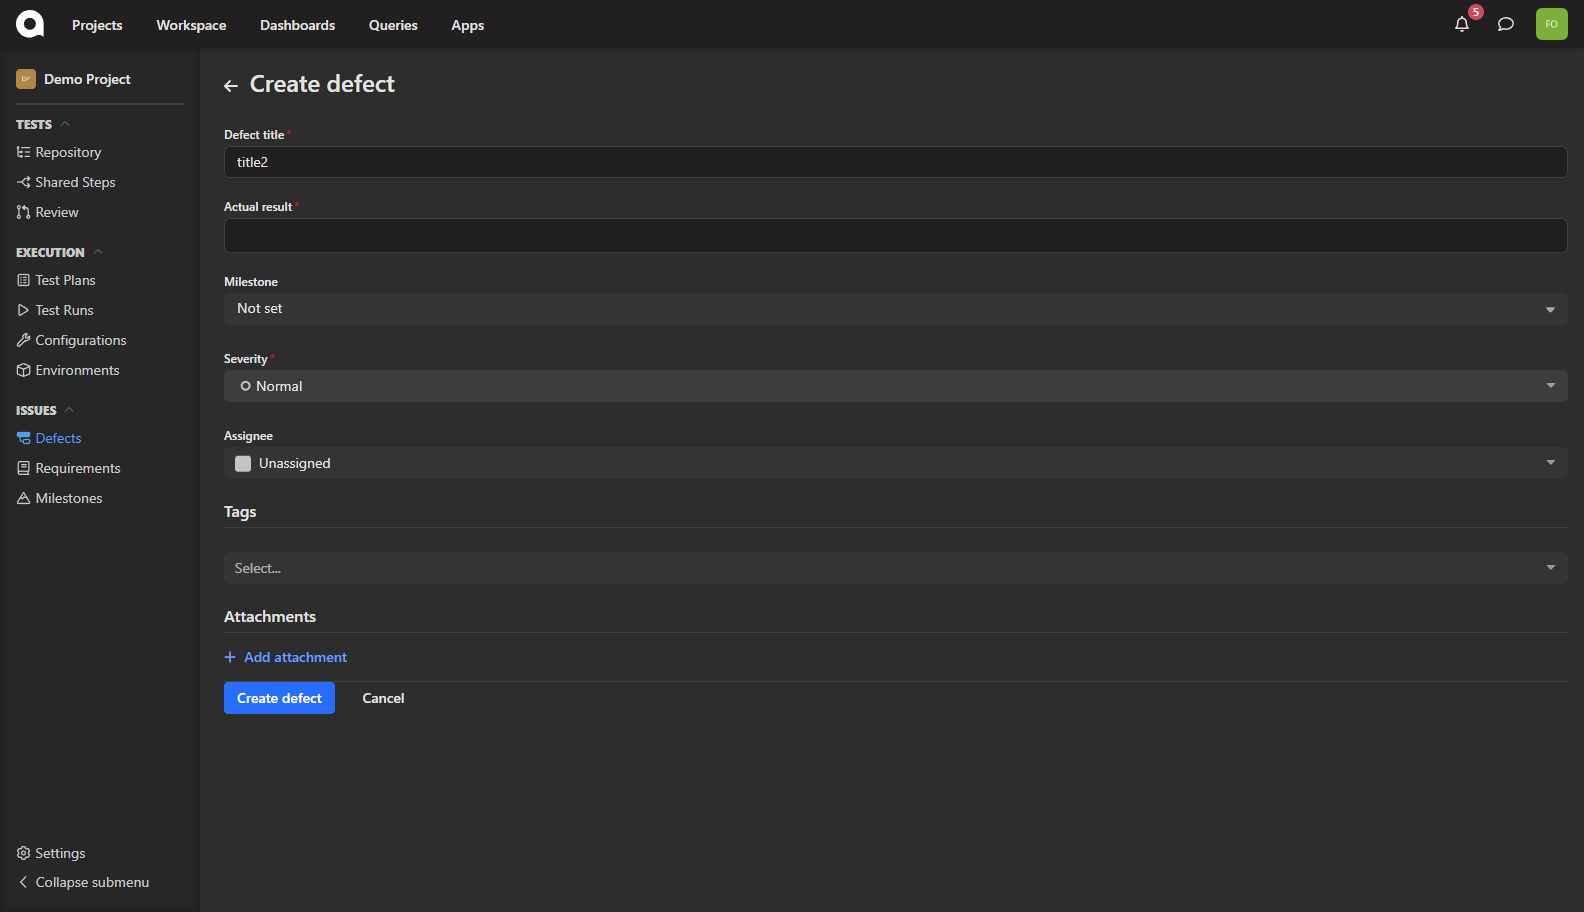 Projects Workspace Dashboards Queries Apps 5 FO
DP Demo Project
TESTS
Repository
Shared Steps
Review
EXECUTION
Test Plans
Test Runs
Configurations
Environments
ISSUES
Defects
Requirements
Milestones
Settings
Collapse submenu
Create defect
Defect title*
title2
Actual result*
Milestone
Not set
Severity*
Normal
Assignee
Unassigned
Tags
Select...
Attachments
+ Add attachment
Create defect Cancel